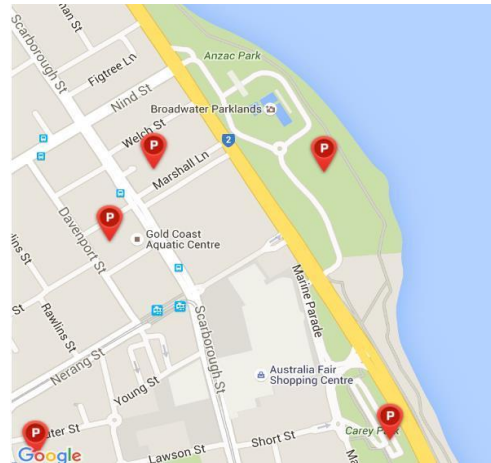 Scarborough St
Anzac Park
Figtree Ln
Nind St
Broadwater Parklands
Welch St
2
P
P
Marshall Ln
Davenport St
P
Gold Coast
Aquatic Centre
Rawlins St
Marine Parade
Scarborough St
Nerang St
Australia Fair
Shopping Centre
Young St
P
P
Carey
Short St
Lawson St
Google